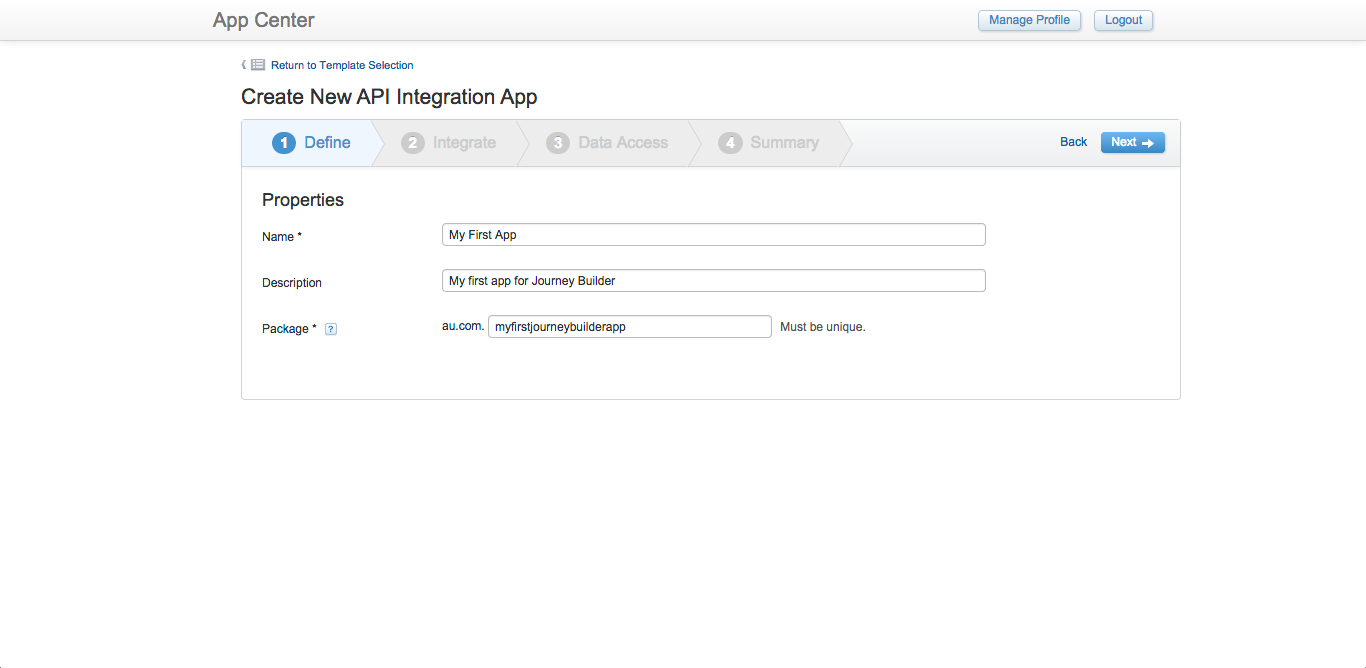 App Center
Manage Profile
Logout
Return to Template Selection
Create New API Integration App
1 Define
2 Integrate
3 Data Access
4 Summary
Back
Next
Properties
Name *
My First App
Description
My first app for Journey Builder
Package * ?
au.com. myfirstjourneybuilderapp Must be unique.